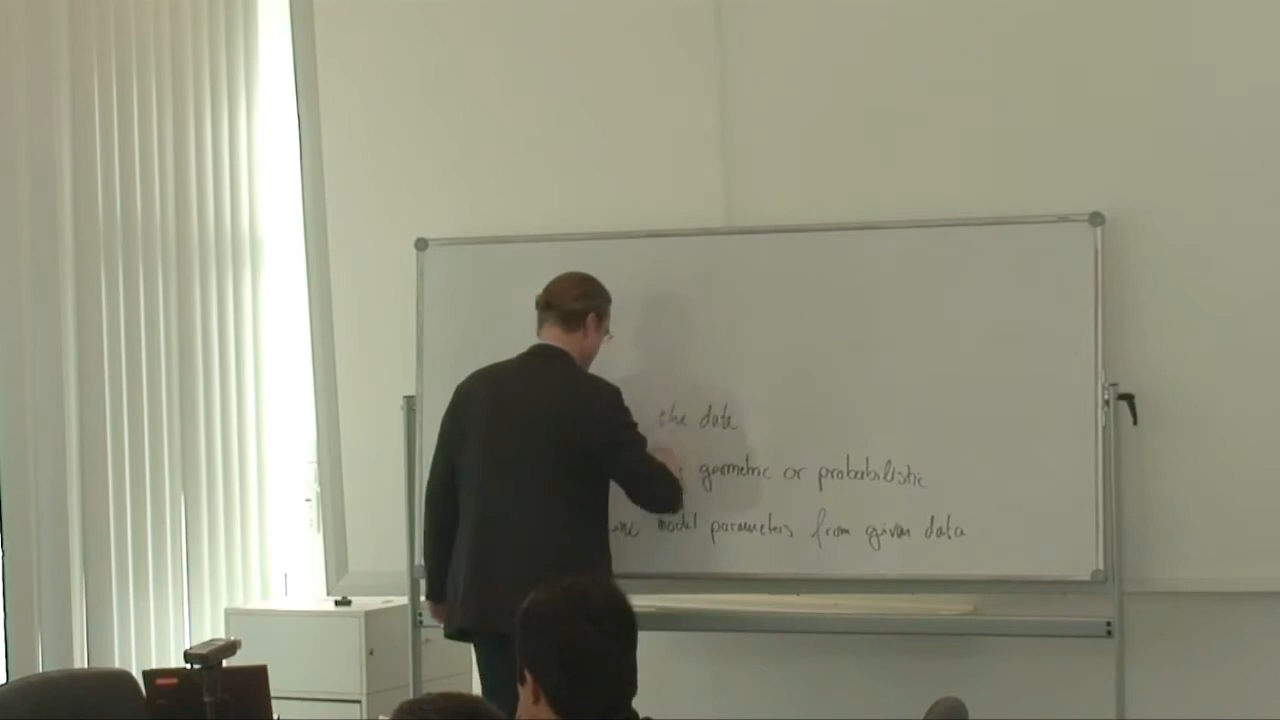 the data
geometric or probabilistic
model parameters from given data